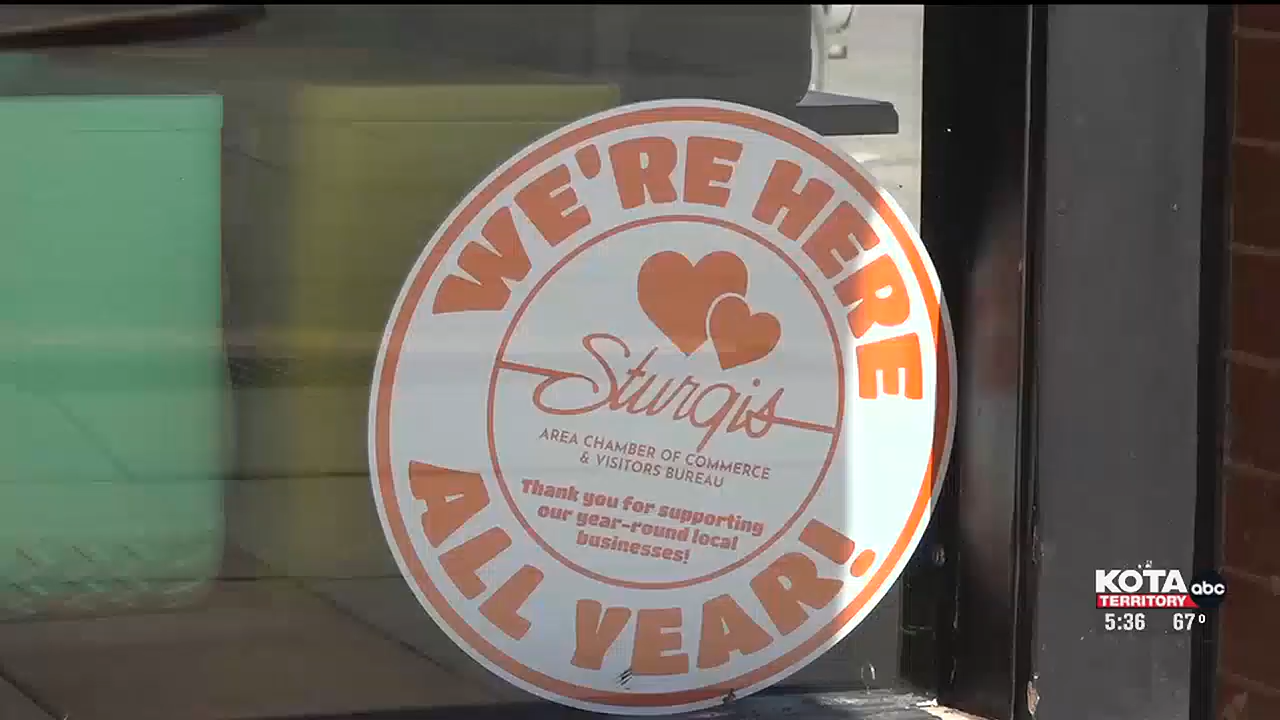 WE'RE HERE
Sturgis
AREA CHAMBER OF COMMERCE
& VISITORS BUREAU
Thank you for supporting
our year-round local
businesses!
ALL YEAR!
KOTA abc
TERRITORY
5:36 67°